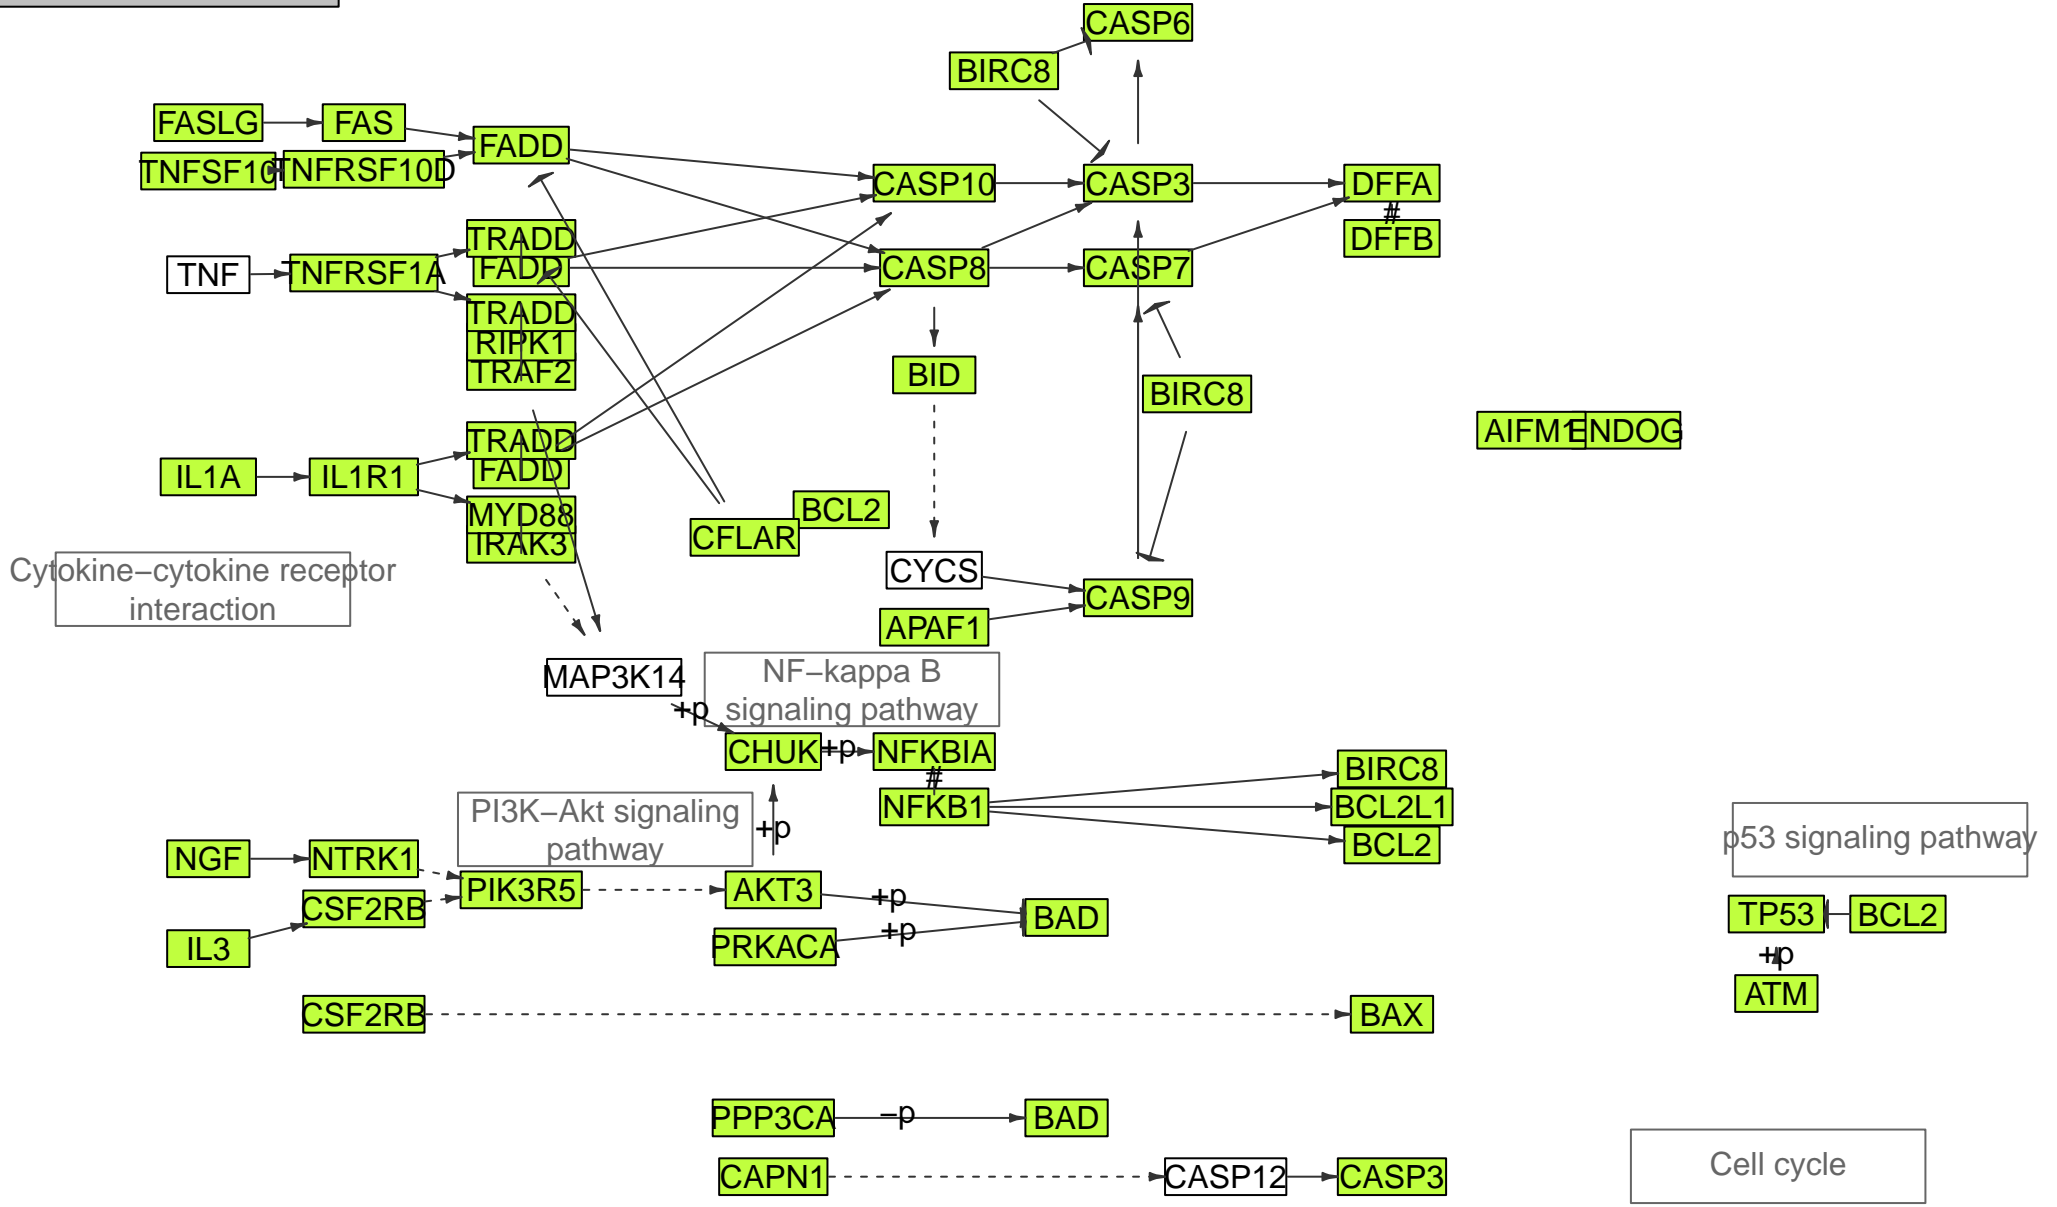 CASP6
BIRC8
FASLG
FAS
FADD
TNFSF10
TNFRSF10D
CASP10
CASP3
DFFA
#
DFFB
TRADD
FADD
TNF
TNFRSF1A
CASP8
CASP7
TRADD
RIPK1
TRAF2
BID
BIRC8
AIFM1
ENDOG
TRADD
FADD
IL1A
IL1R1
MYD88
IRAK3
BCL2
CFLAR
Cytokine–cytokine receptor
interaction
CYCS
CASP9
APAF1
MAP3K14
NF–kappa B
signaling pathway
+p
CHUK
+p
NFKBIA
#
NFKB1
BIRC8
BCL2L1
BCL2
PI3K–Akt signaling
pathway
+p
p53 signaling pathway
NGF
NTRK1
PIK3R5
AKT3
+p
CSF2RB
BAD
TP53
BCL2
IL3
PRKACA
+p
+p
ATM
CSF2RB
BAX
PPP3CA
–p
BAD
CAPN1
CASP12
CASP3
Cell cycle